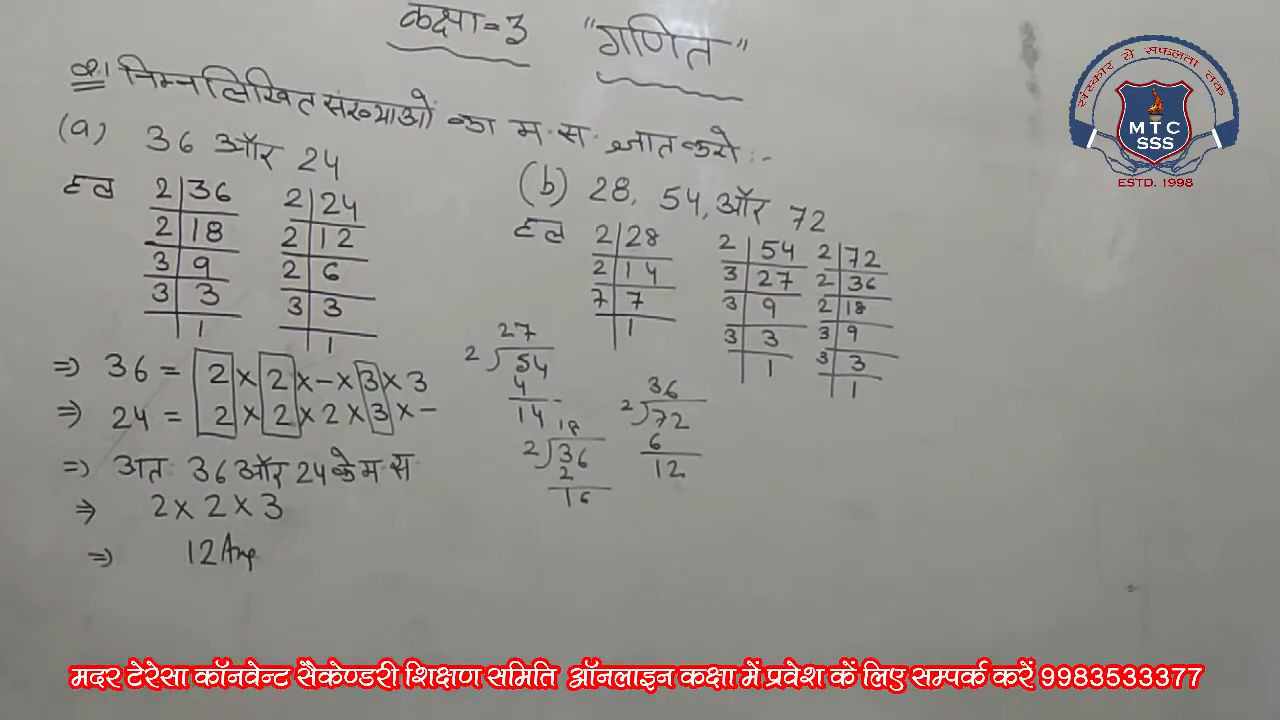 कक्षा=3 "गणित"
Q.1 निम्नलिखित संख्याओं का म.स. ज्ञात करो :-
(a) 36 और 24
हल
2|36
2|18
3|9
3|3
|1
2|24
2|12
2|6
3|3
|1
⇒ 36 = 2×2×-×3×3
⇒ 24 = 2×2×2×3×-
⇒ अतः 36 और 24 के म.स.
⇒ 2×2×3
⇒ 12 Ans
(b) 28, 54, और 72
हल
2|28
2|14
7|7
|1
2|54
3|27
3|9
3|3
|1
2|72
2|36
2|18
3|9
3|3
|1
27
2)54
4
14
18
2)36
2
16
36
2)72
6
12
संस्कार से सफलता तक
MTC
SSS
ESTD. 1998
मदर टेरेसा कॉनवेन्ट सैकेण्डरी शिक्षण समिति ऑनलाइन कक्षा में प्रवेश कें लिए सम्पर्क करें 9983533377